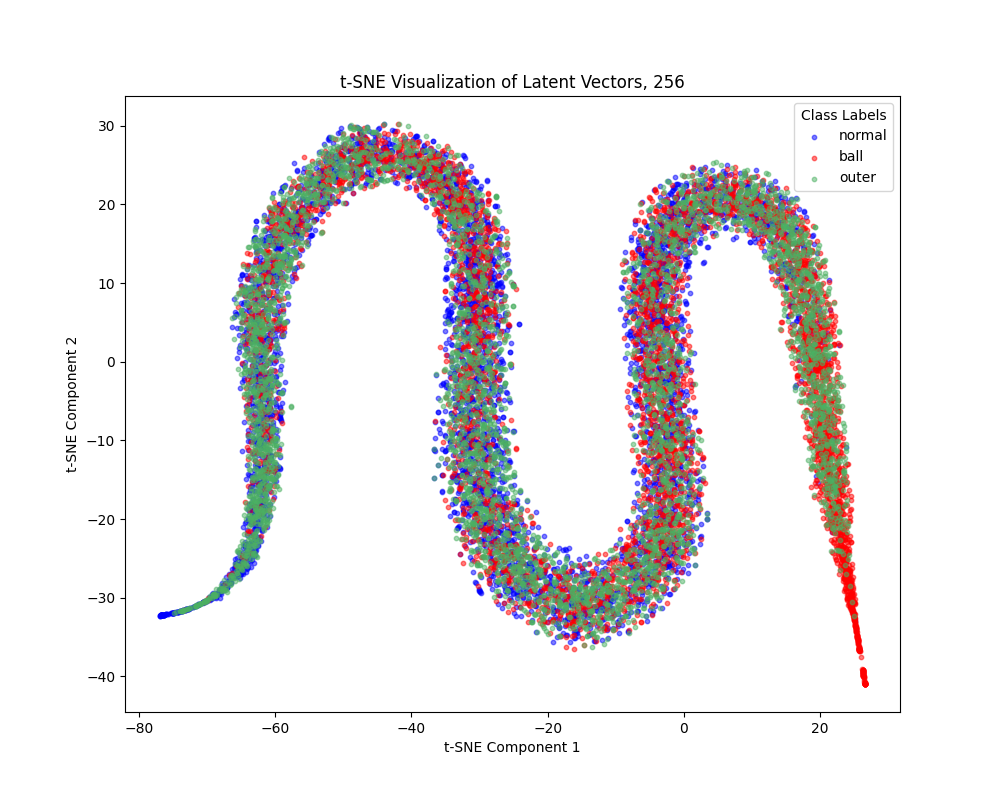 t-SNE Visualization of Latent Vectors, 256
Class Labels
normal
ball
outer
30
20
10
0
−10
−20
−30
−40
t-SNE Component 2
−80
−60
−40
−20
0
20
t-SNE Component 1